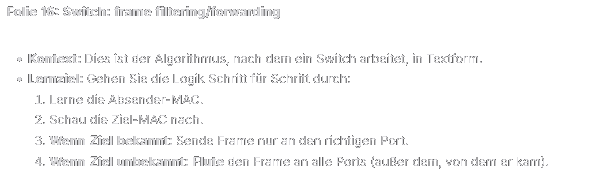 Folie 16: Switch: frame filtering/forwarding
• Kontext: Dies ist der Algorithmus, nach dem ein Switch arbeitet, in Textform.
• Lernziel: Gehen Sie die Logik Schritt für Schritt durch:
1. Lerne die Absender-MAC.
2. Schau die Ziel-MAC nach.
3. Wenn Ziel bekannt: Sende Frame nur an den richtigen Port.
4. Wenn Ziel unbekannt: Flute den Frame an alle Ports (außer dem, von dem er kam).